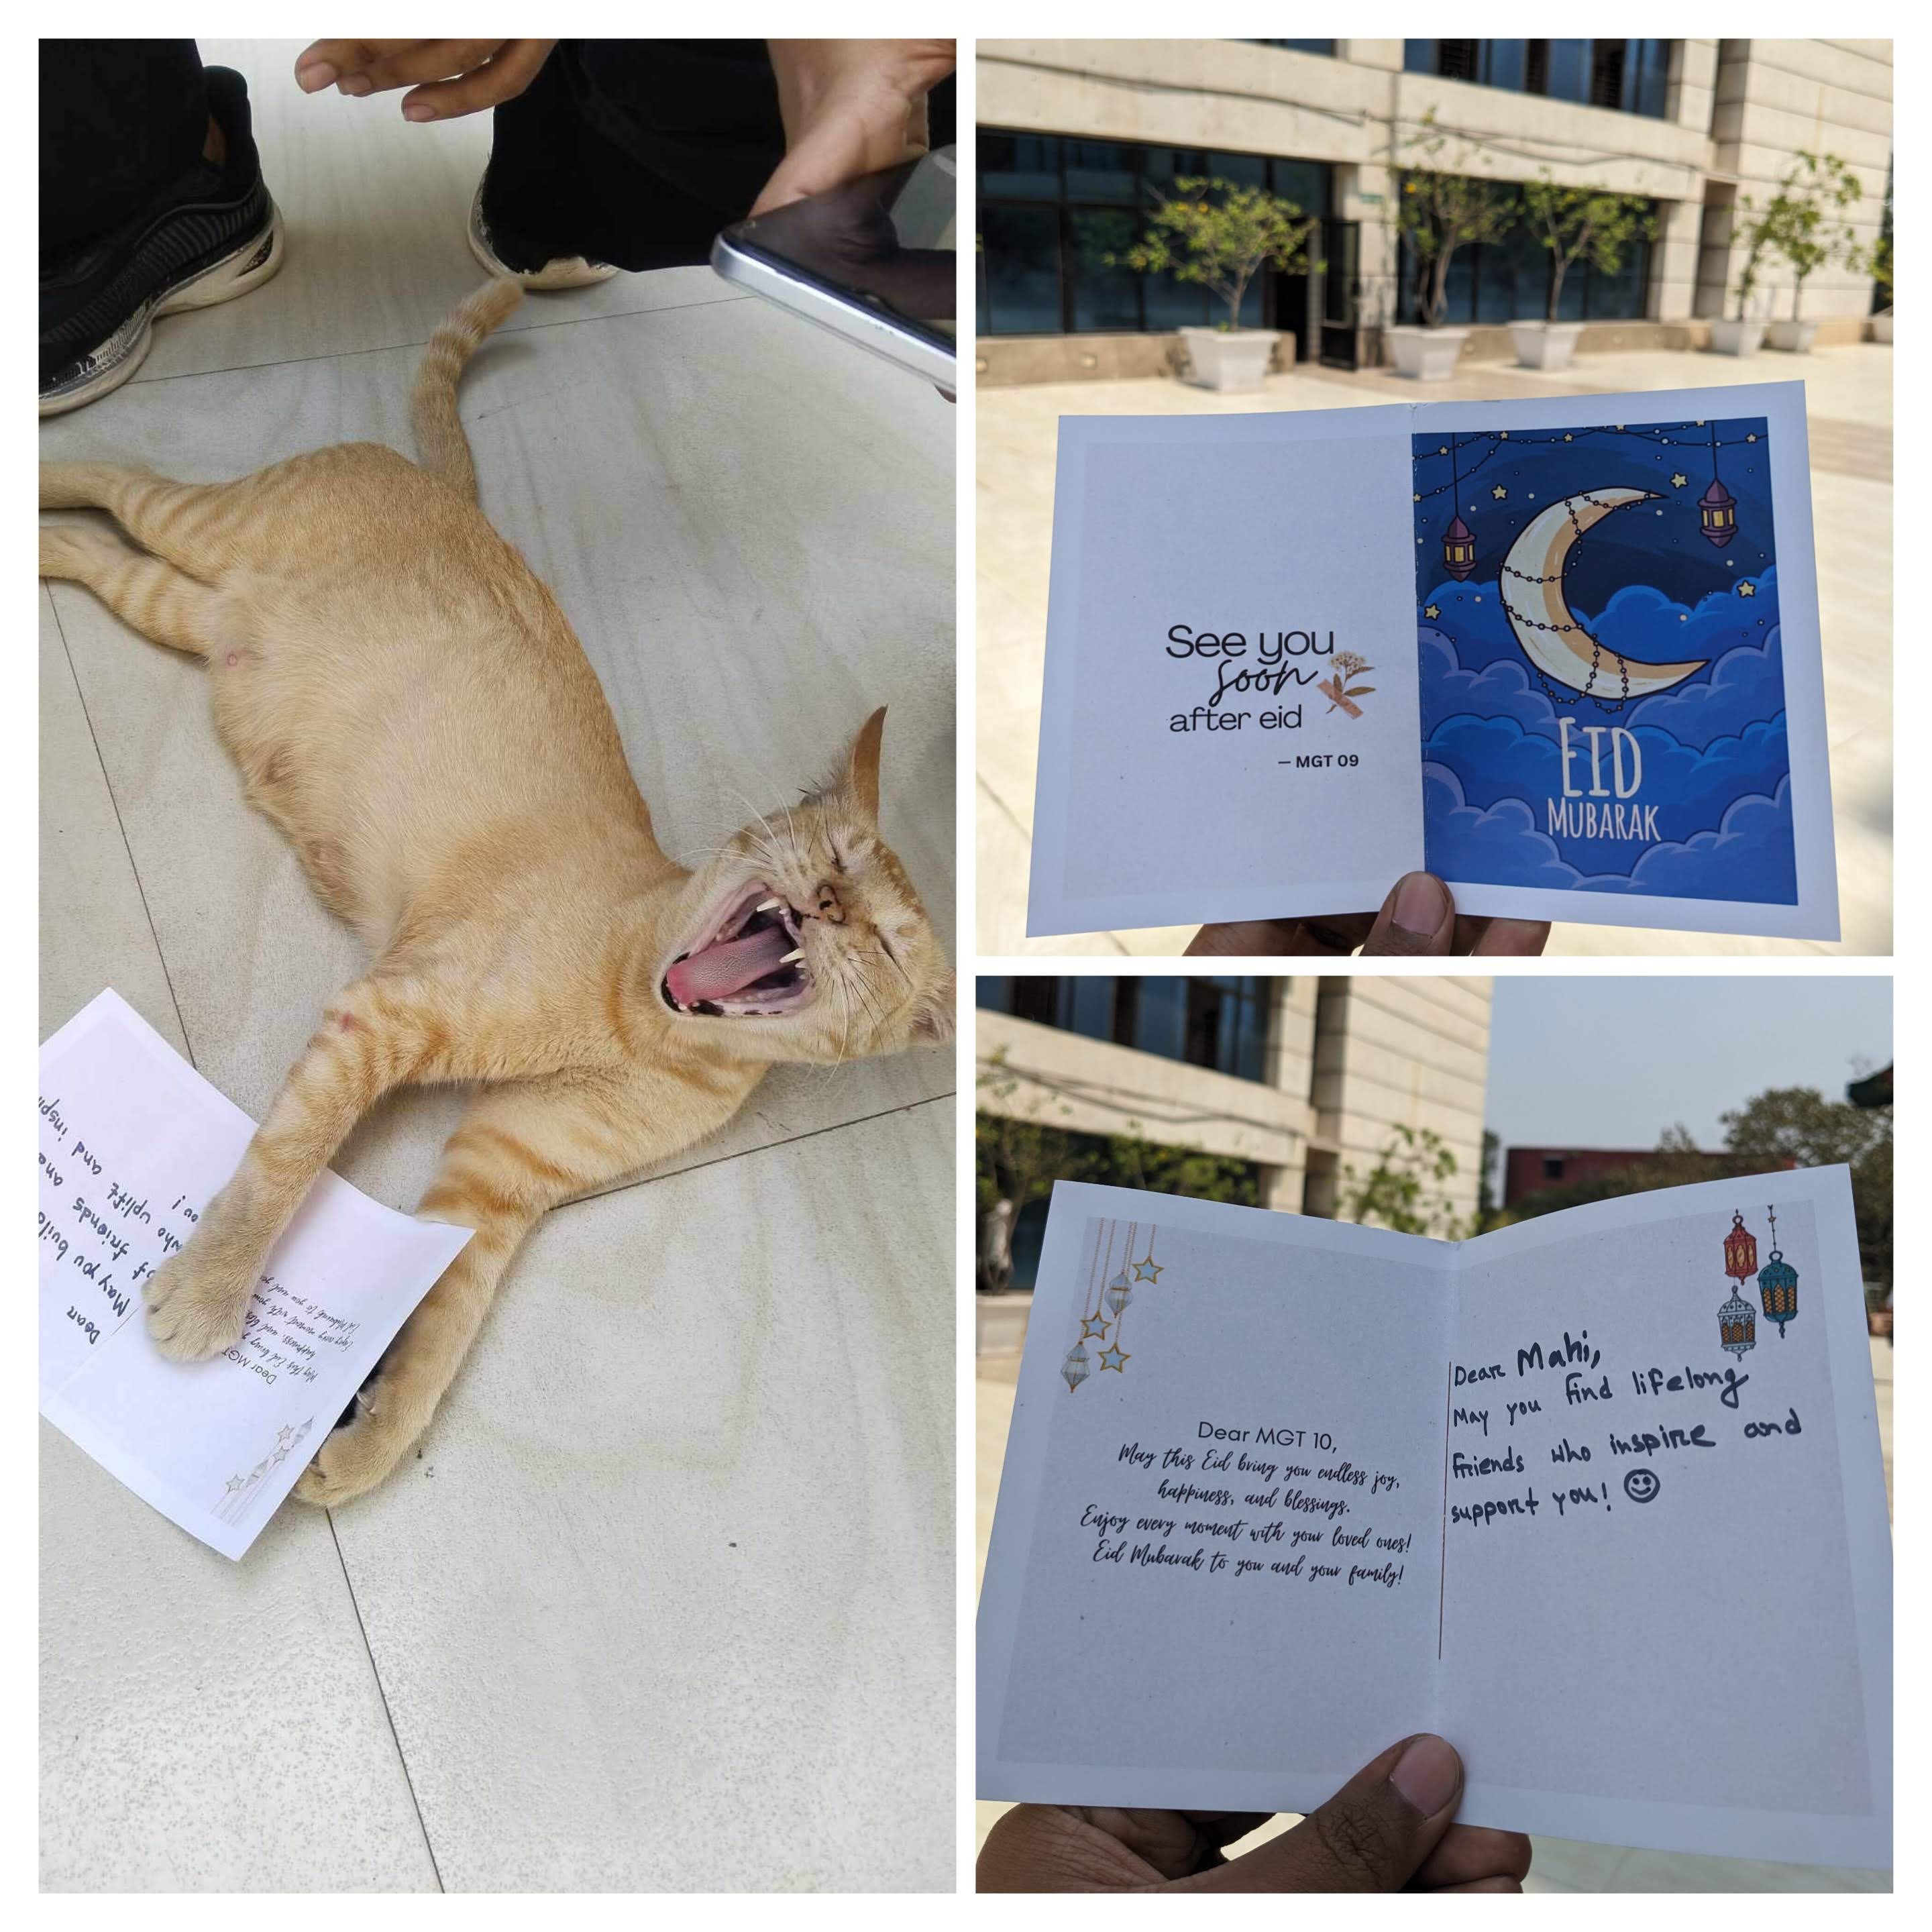 Dear
May you buil
of friends and
who uplift and inspi
ou!
Dear MGT
May this Eid bring y
happiness, and bles
Enjoy every moment with your
Eid Mubarak to you and yo
See you
soon
after eid
— MGT 09
EID
MUBARAK
Dear MGT 10,
May this Eid bring you endless joy,
happiness, and blessings.
Enjoy every moment with your loved ones!
Eid Mubarak to you and your family!
Dear Mahi,
May you find lifelong
friends who inspire and
support you!